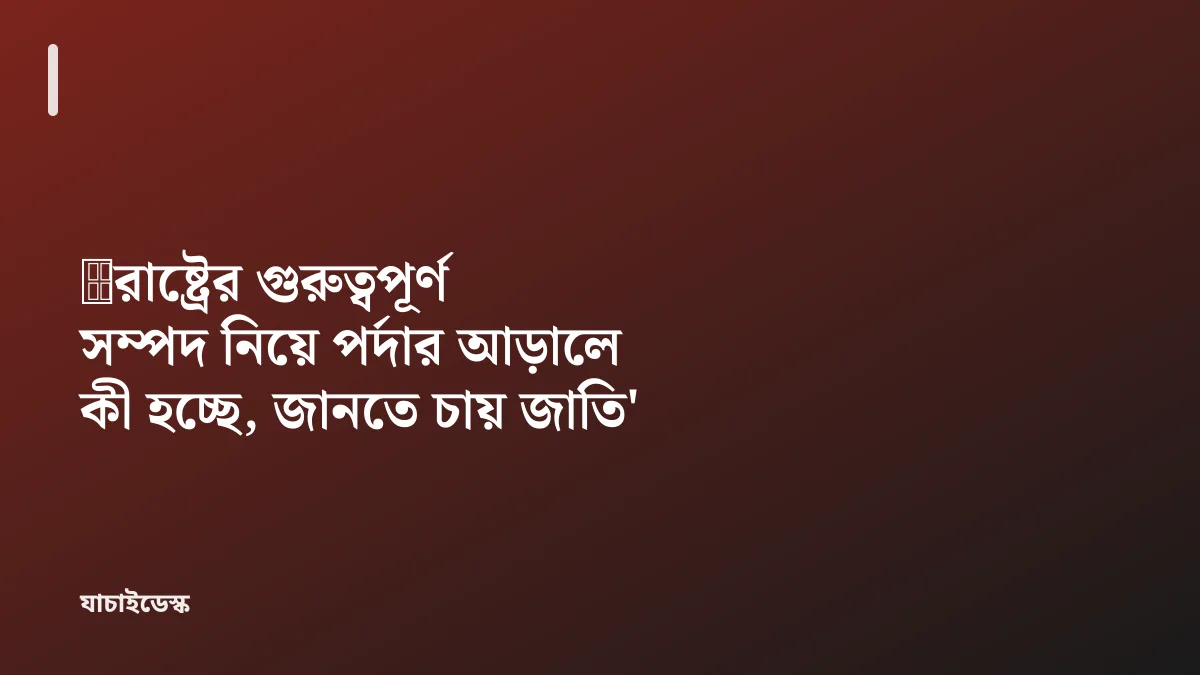 রাষ্ট্রের গুরুত্বপূর্ণ
সম্পদ নিয়ে পর্দার আড়ালে
কী হচ্ছে, জানতে চায় জাতি'
যাচাইডেস্ক